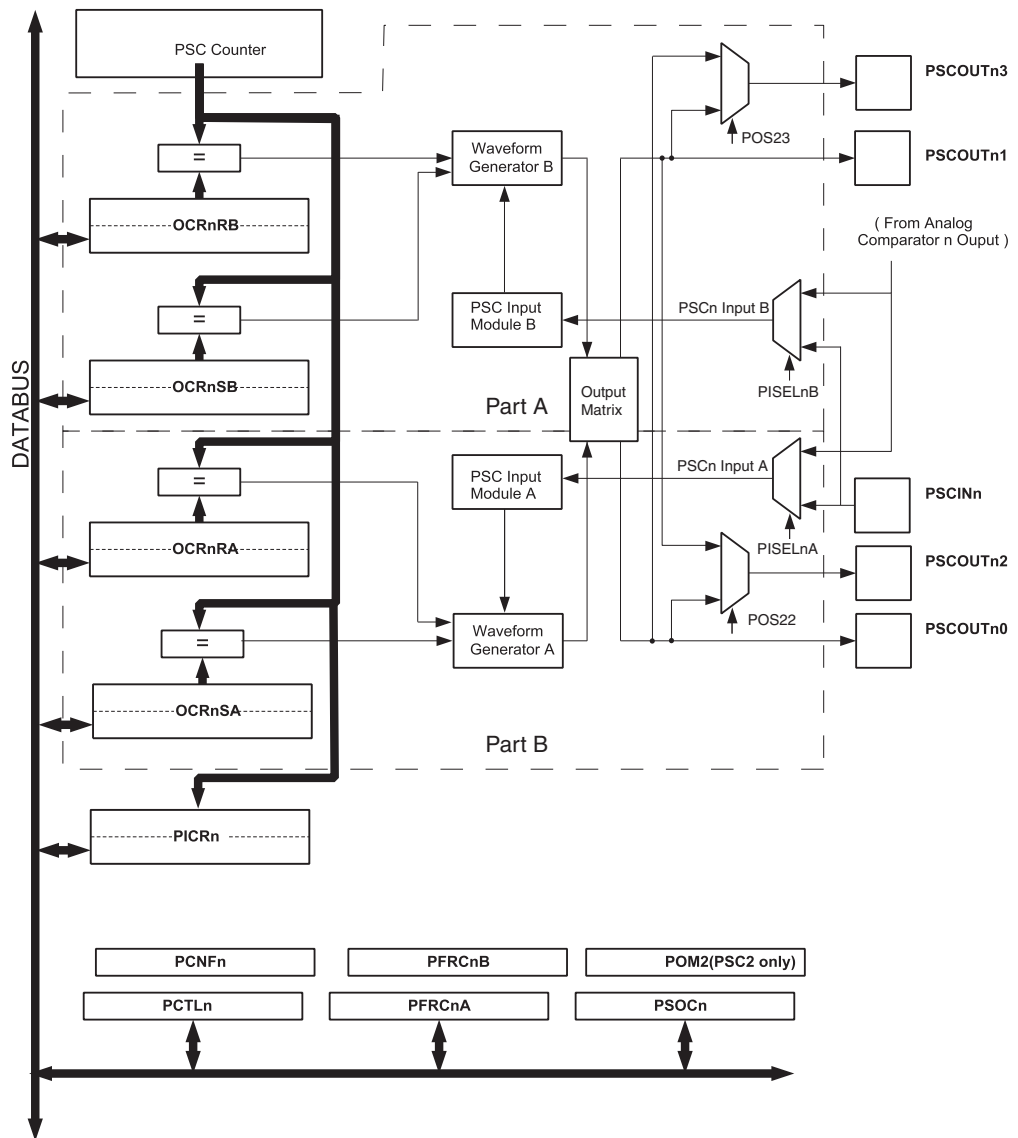 PSC Counter
PSCOUTn3
POS23
=
Waveform
Generator B
PSCOUTn1
OCRnRB
( From Analog
Comparator n Ouput )
=
PSC Input
Module B
PSCn Input B
OCRnSB
PISELnB
DATABUS
Part A
Output
Matrix
=
PSC Input
Module A
PSCn Input A
PSCINn
OCRnRA
PISELnA
PSCOUTn2
=
Waveform
Generator A
POS22
PSCOUTn0
OCRnSA
Part B
PICRn
PCNFn
PFRCnB
POM2(PSC2 only)
PCTLn
PFRCnA
PSOCn